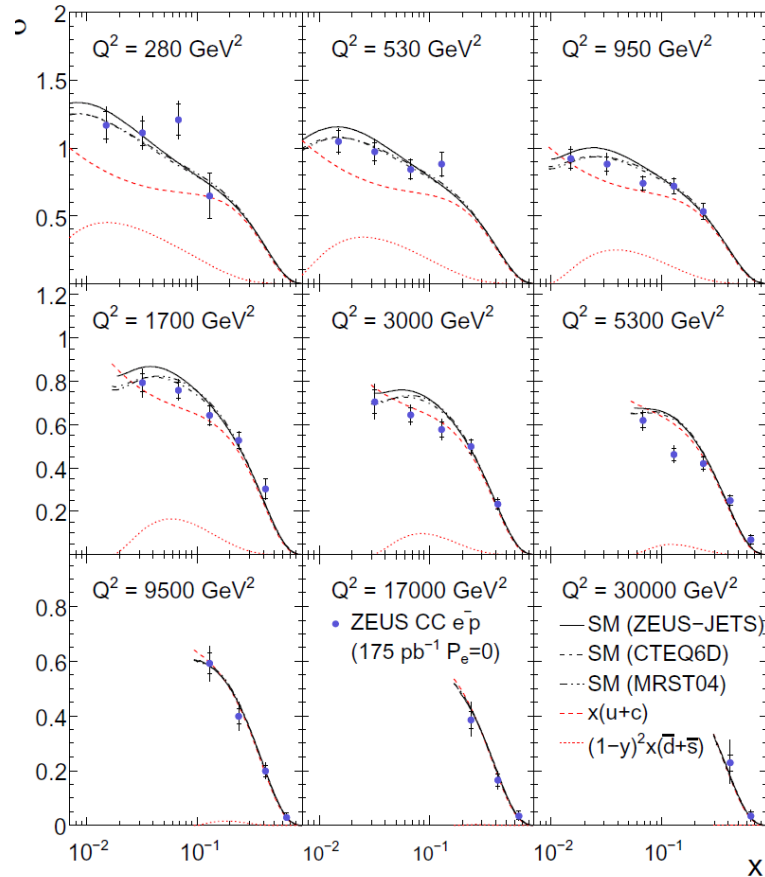 σ
2
1.5
1
0.5
Q² = 280 GeV²
Q² = 530 GeV²
Q² = 950 GeV²
1.2
1
0.8
0.6
0.4
0.2
Q² = 1700 GeV²
Q² = 3000 GeV²
Q² = 5300 GeV²
0.8
0.6
0.4
0.2
0
Q² = 9500 GeV²
Q² = 17000 GeV²
ZEUS CC e⁻p
(175 pb⁻¹ Pₑ=0)
Q² = 30000 GeV²
SM (ZEUS−JETS)
SM (CTEQ6D)
SM (MRST04)
x(u+c)
(1−y)²x(d̅+s̅)
10⁻² 10⁻¹ 10⁻² 10⁻¹ 10⁻² 10⁻¹
x